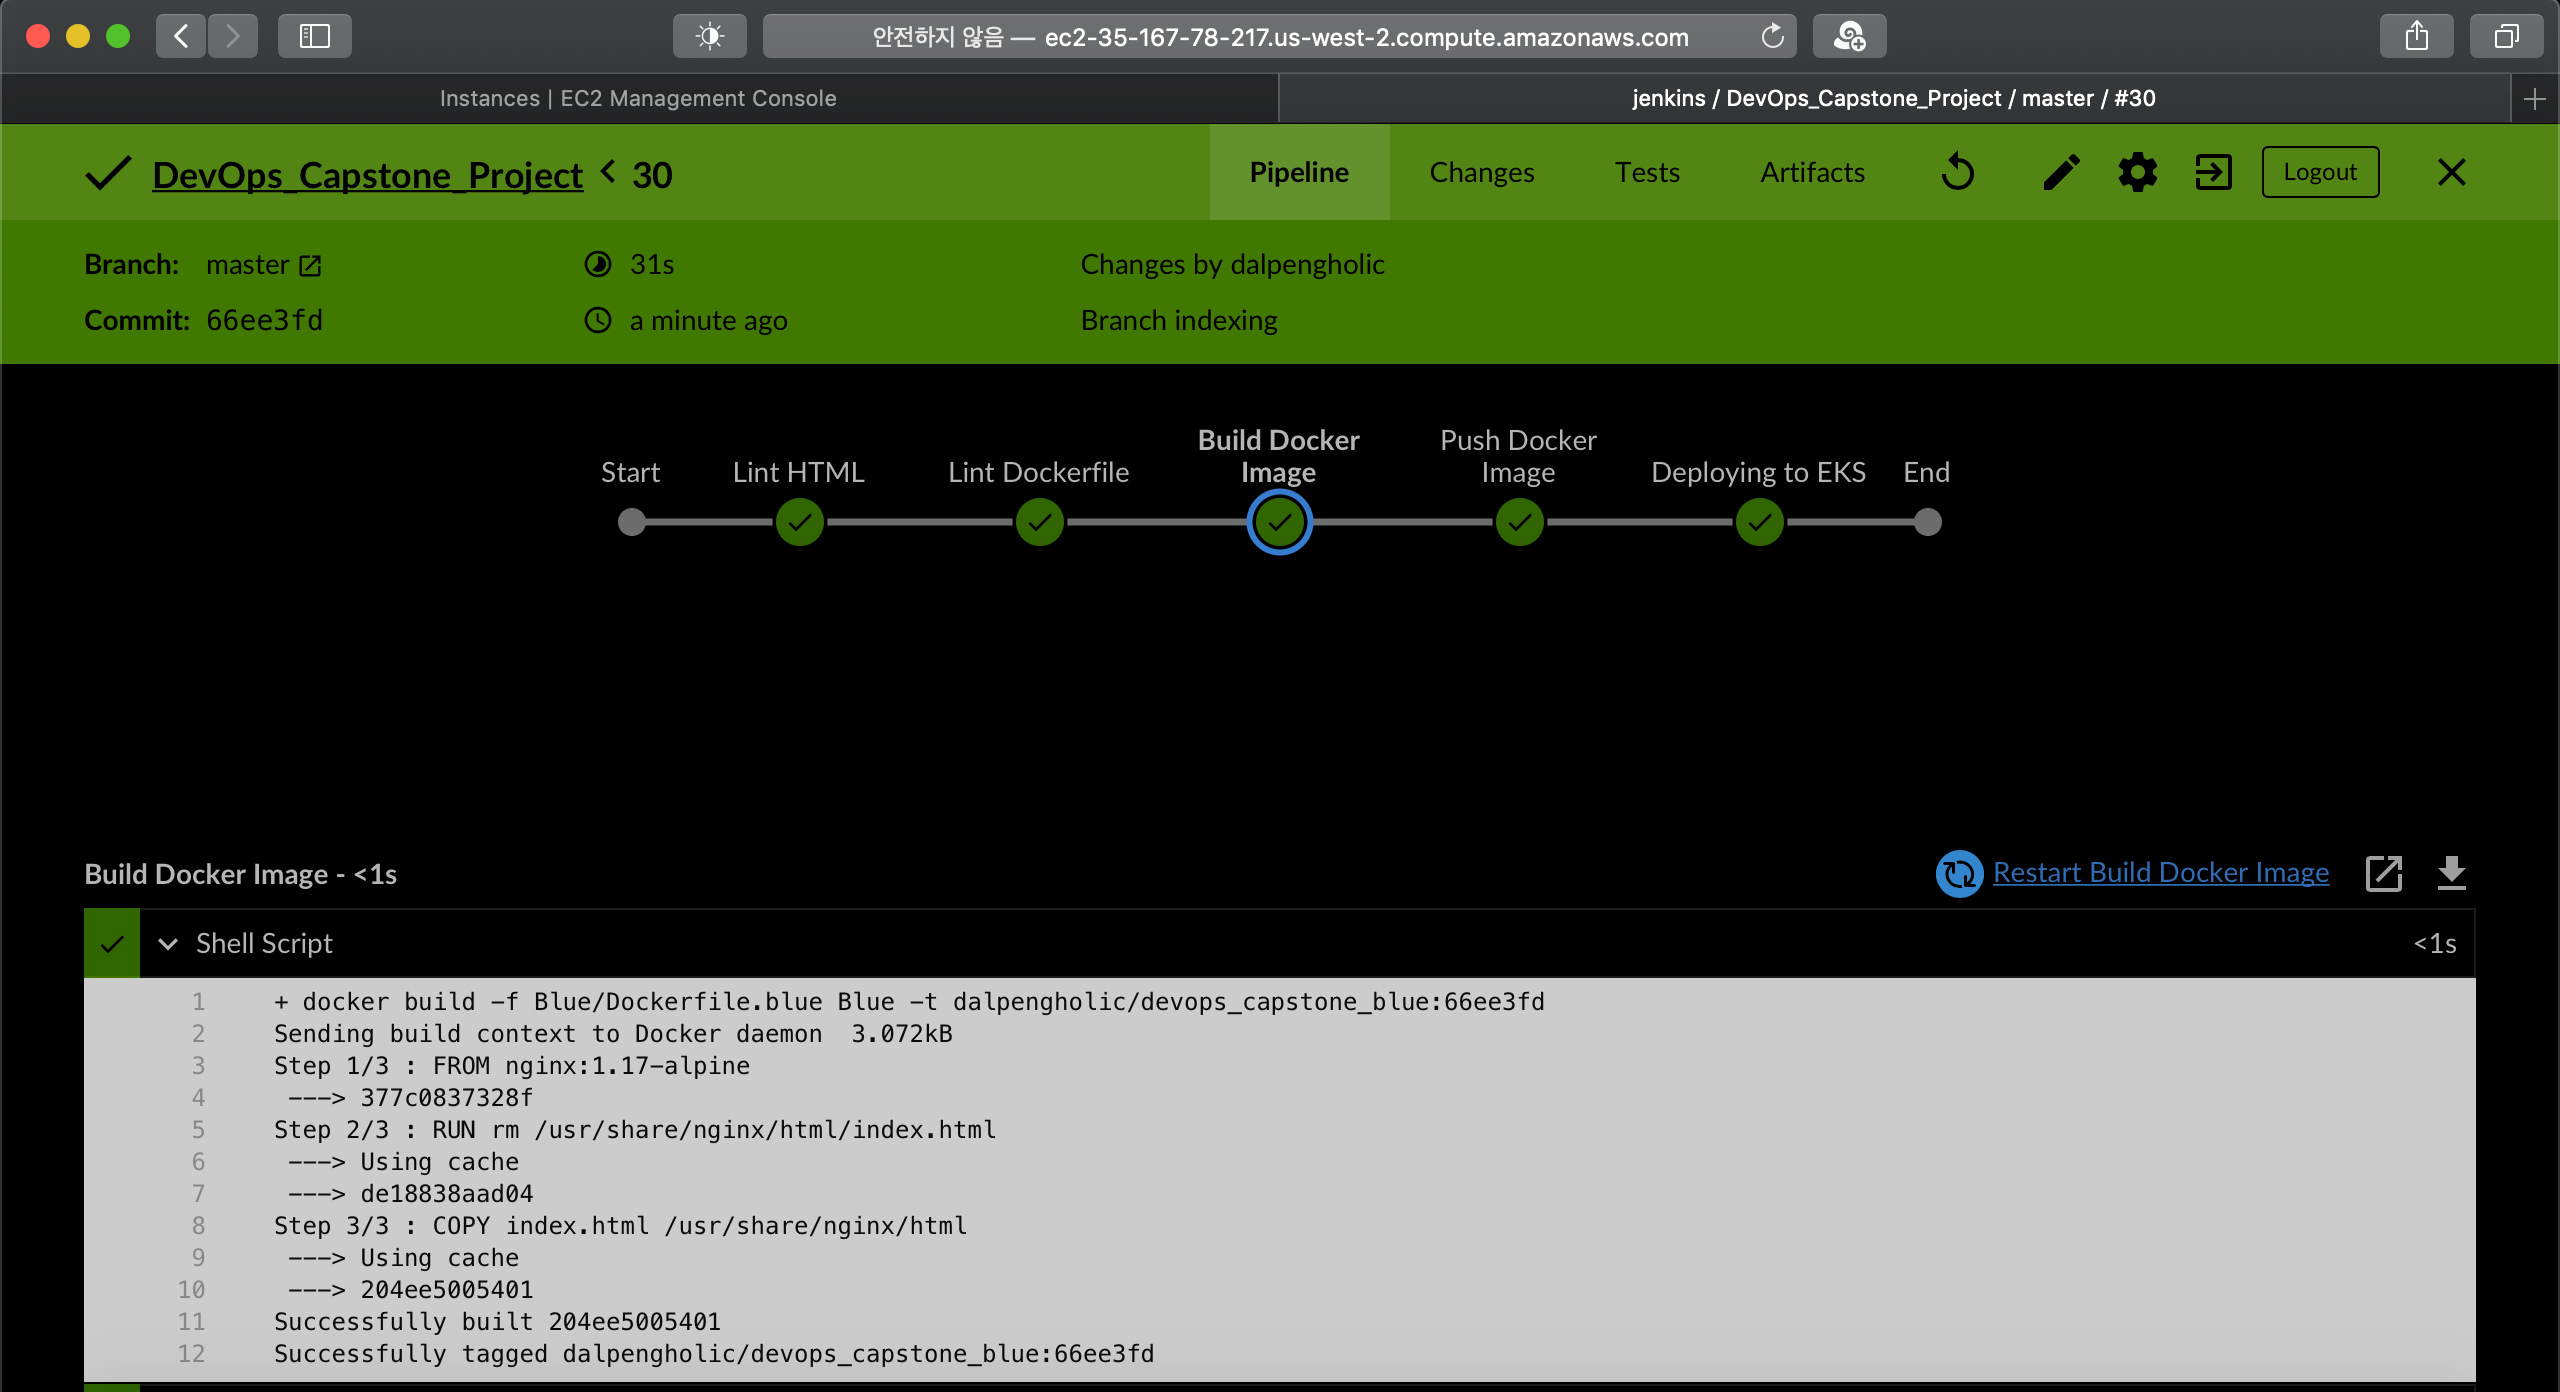 안전하지 않음 — ec2-35-167-78-217.us-west-2.compute.amazonaws.com
Instances | EC2 Management Console
jenkins / DevOps_Capstone_Project / master / #30
DevOps_Capstone_Project < 30
Pipeline
Changes
Tests
Artifacts
Logout
Branch: master
31s
Changes by dalpengholic
Commit: 66ee3fd
a minute ago
Branch indexing
Start
Lint HTML
Lint Dockerfile
Build Docker
Image
Push Docker
Image
Deploying to EKS
End
Build Docker Image - <1s
Restart Build Docker Image
Shell Script
<1s
1 + docker build -f Blue/Dockerfile.blue Blue -t dalpengholic/devops_capstone_blue:66ee3fd
2 Sending build context to Docker daemon  3.072kB
3 Step 1/3 : FROM nginx:1.17-alpine
4  ---> 377c0837328f
5 Step 2/3 : RUN rm /usr/share/nginx/html/index.html
6  ---> Using cache
7  ---> de18838aad04
8 Step 3/3 : COPY index.html /usr/share/nginx/html
9  ---> Using cache
10  ---> 204ee5005401
11 Successfully built 204ee5005401
12 Successfully tagged dalpengholic/devops_capstone_blue:66ee3fd